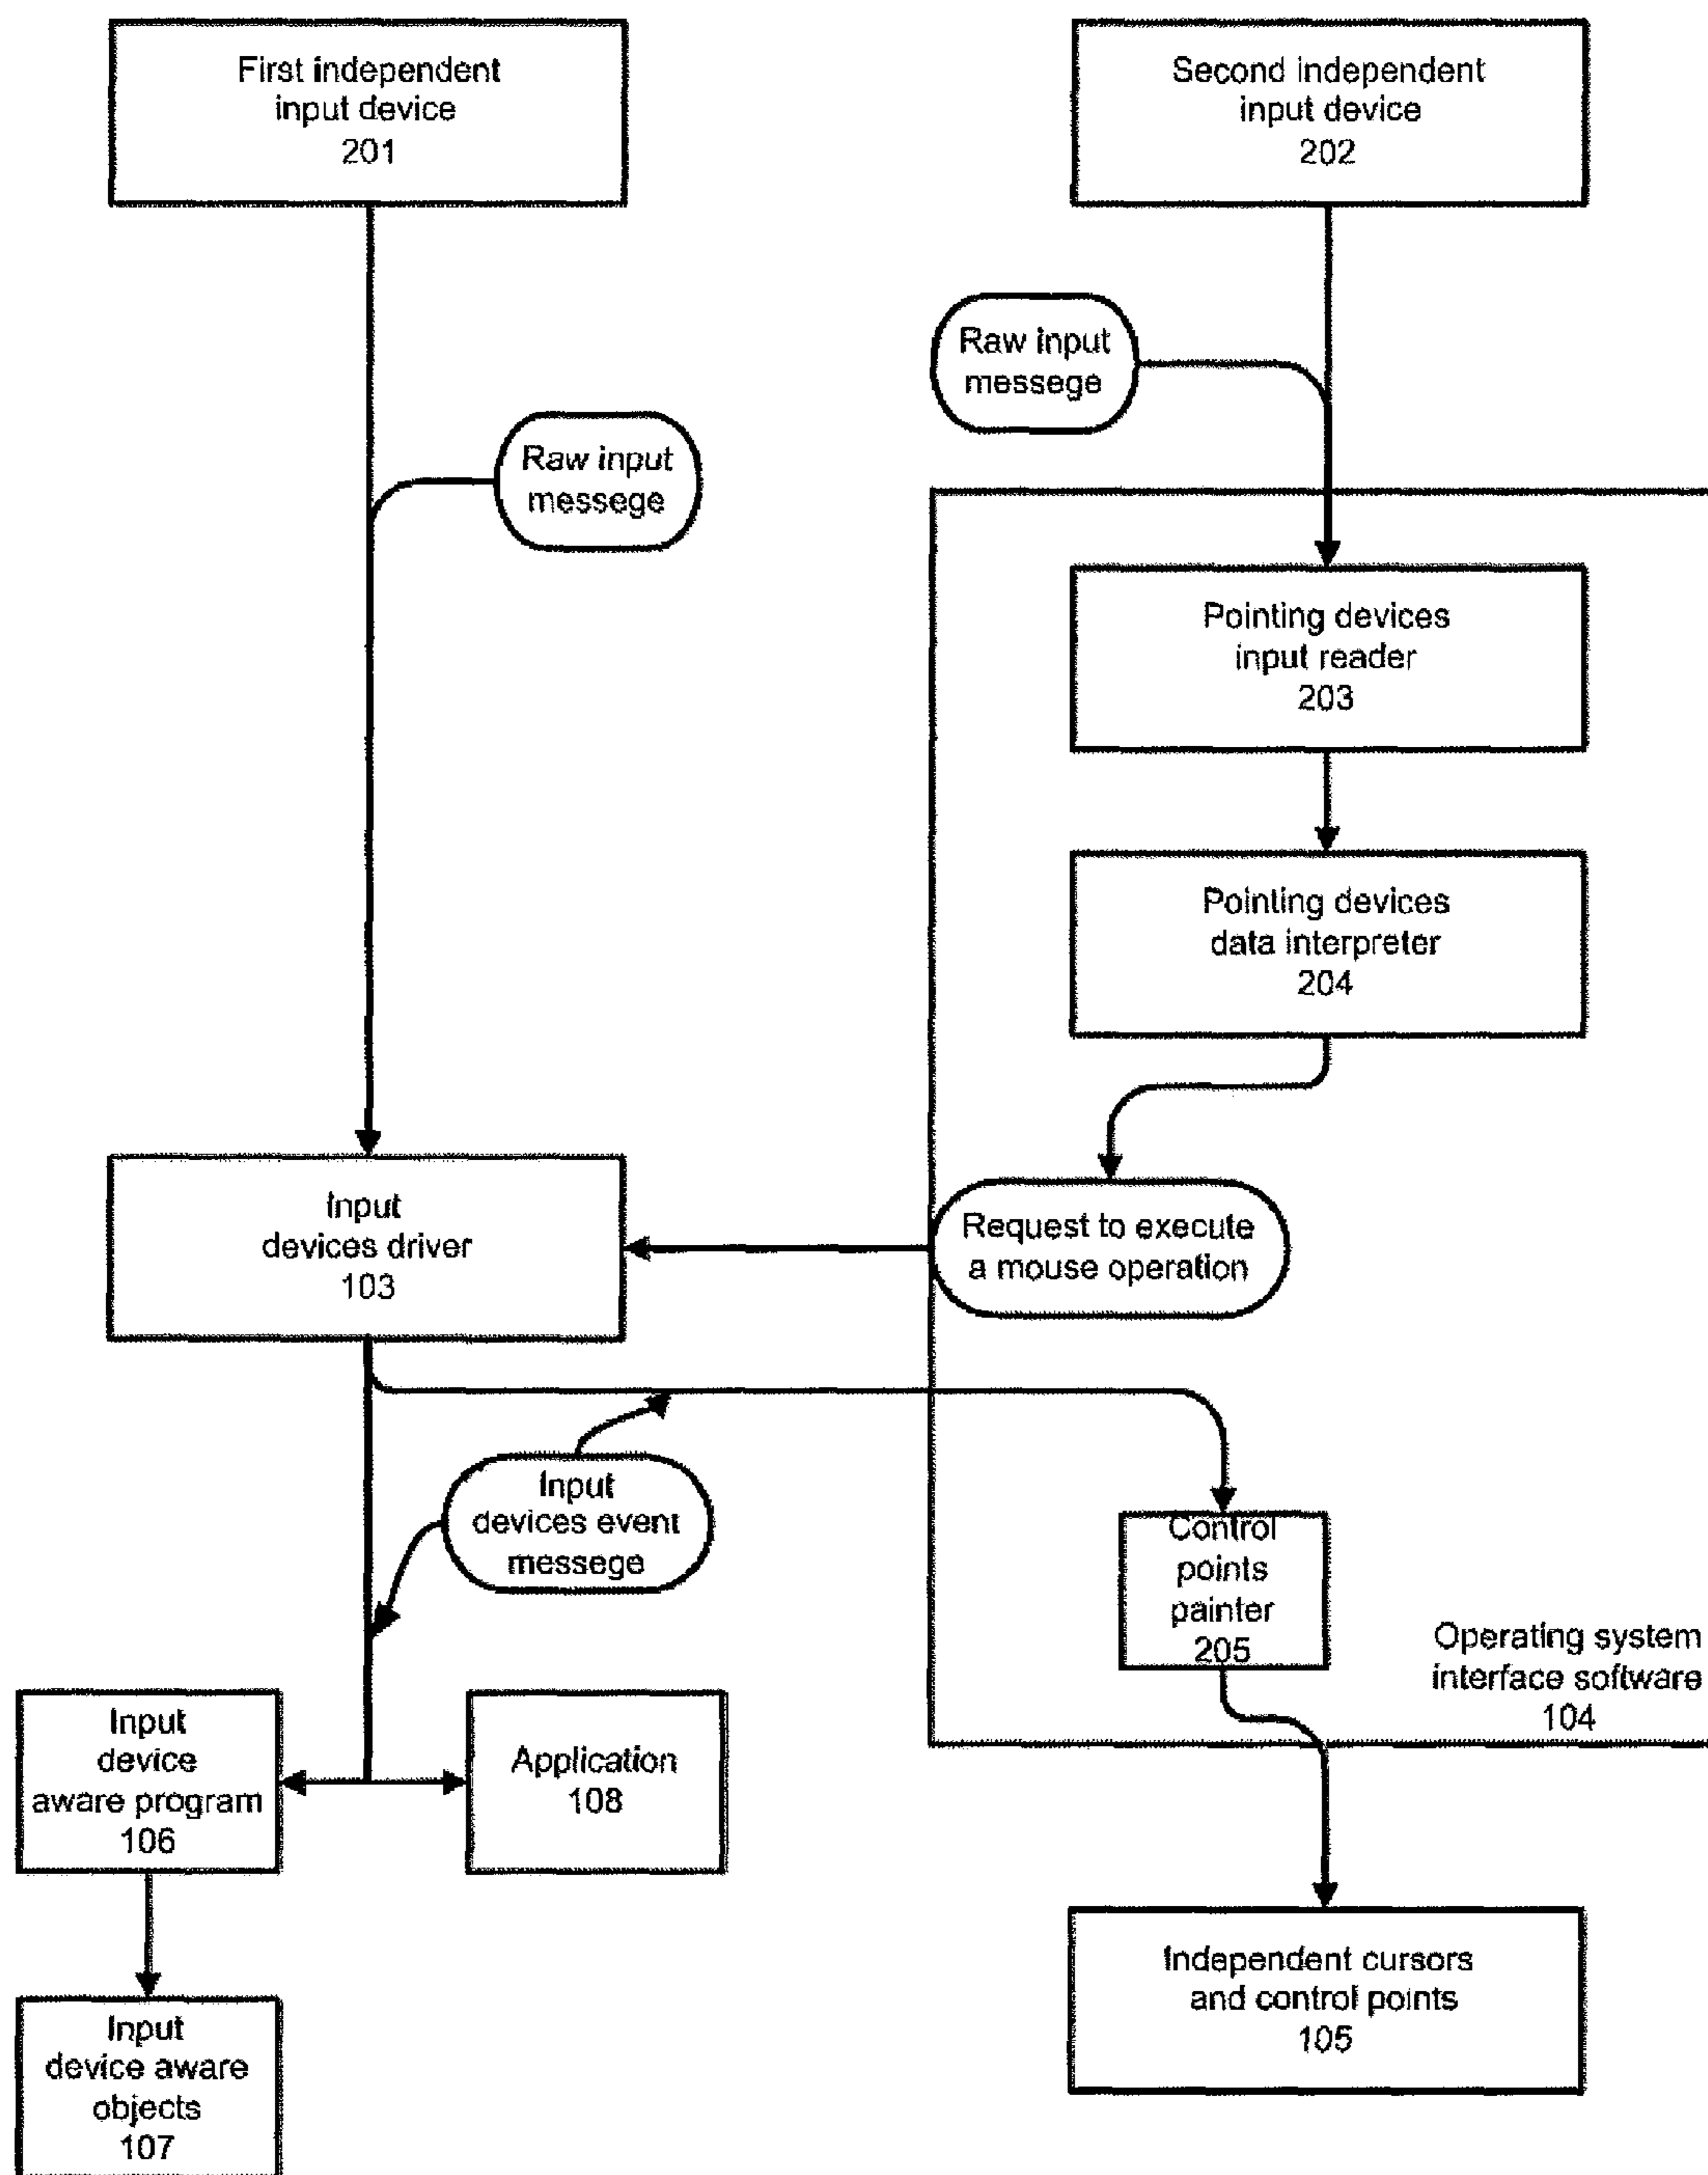 First independent
input device
201
Second independent
input device
202
Raw input
messege
Raw input
messege
Pointing devices
input reader
203
Pointing devices
data interpreter
204
Input
devices driver
103
Request to execute
a mouse operation
Input
devices event
messege
Control
points
painter
205
Operating system
interface software
104
Input
device
aware program
106
Application
108
Independent cursors
and control points
105
Input
device aware
objects
107